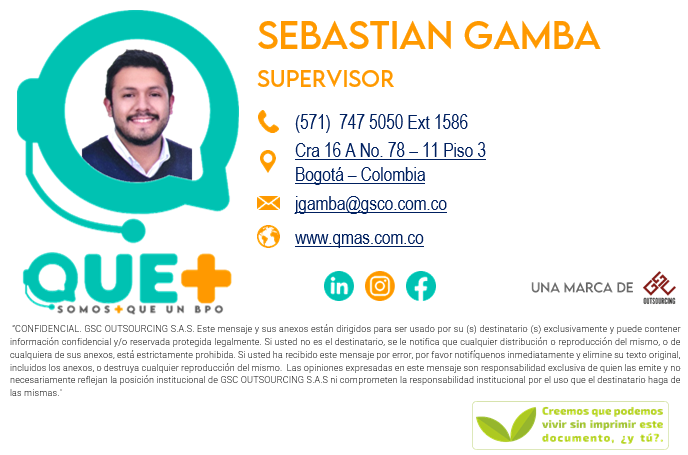 SEBASTIAN GAMBA
SUPERVISOR
(571) 747 5050 Ext 1586
Cra 16 A No. 78 – 11 Piso 3
Bogotá – Colombia
jgamba@gsco.com.co
www.qmas.com.co
QUE+
SOMOS+QUE UN BPO
in f
UNA MARCA DE
GSC
OUTSOURCING
"CONFIDENCIAL. GSC OUTSOURCING S.A.S. Este mensaje y sus anexos están dirigidos para ser usado por su (s) destinatario (s) exclusivamente y puede contener
información confidencial y/o reservada protegida legalmente. Si usted no es el destinatario, se le notifica que cualquier distribución o reproducción del mismo, o de
cualquiera de sus anexos, está estrictamente prohibida. Si usted ha recibido este mensaje por error, por favor notifíquenos inmediatamente y elimine su texto original,
incluidos los anexos, o destruya cualquier reproducción del mismo. Las opiniones expresadas en este mensaje son responsabilidad exclusiva de quien las emite y no
necesariamente reflejan la posición institucional de GSC OUTSOURCING S.A.S ni comprometen la responsabilidad institucional por el uso que el destinatario haga de
las mismas."
Creemos que podemos
vivir sin imprimir este
documento, ¿y tú?.